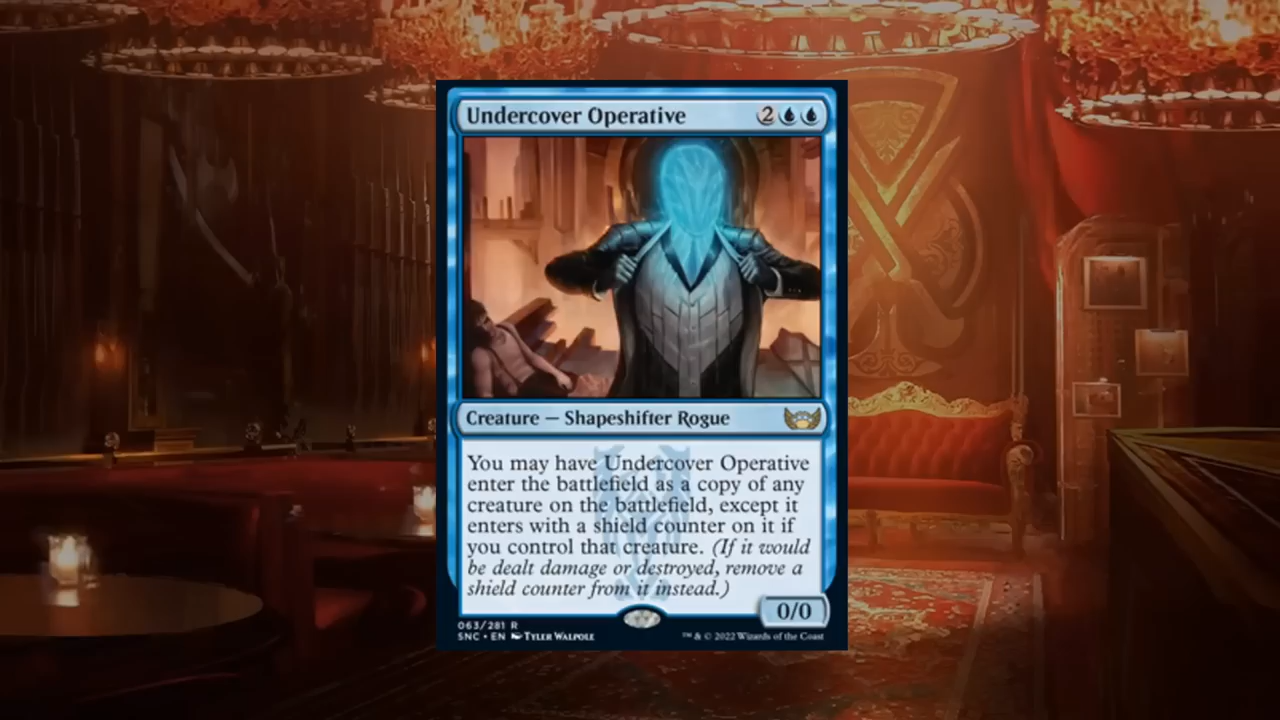 Undercover Operative 2
Creature — Shapeshifter Rogue
You may have Undercover Operative
enter the battlefield as a copy of any
creature on the battlefield, except it
enters with a shield counter on it if
you control that creature. (If it would
be dealt damage or destroyed, remove a
shield counter from it instead.)
0/0
063/281 R
SNC • EN Tyler Walpole
™ & © 2022 Wizards of the Coast